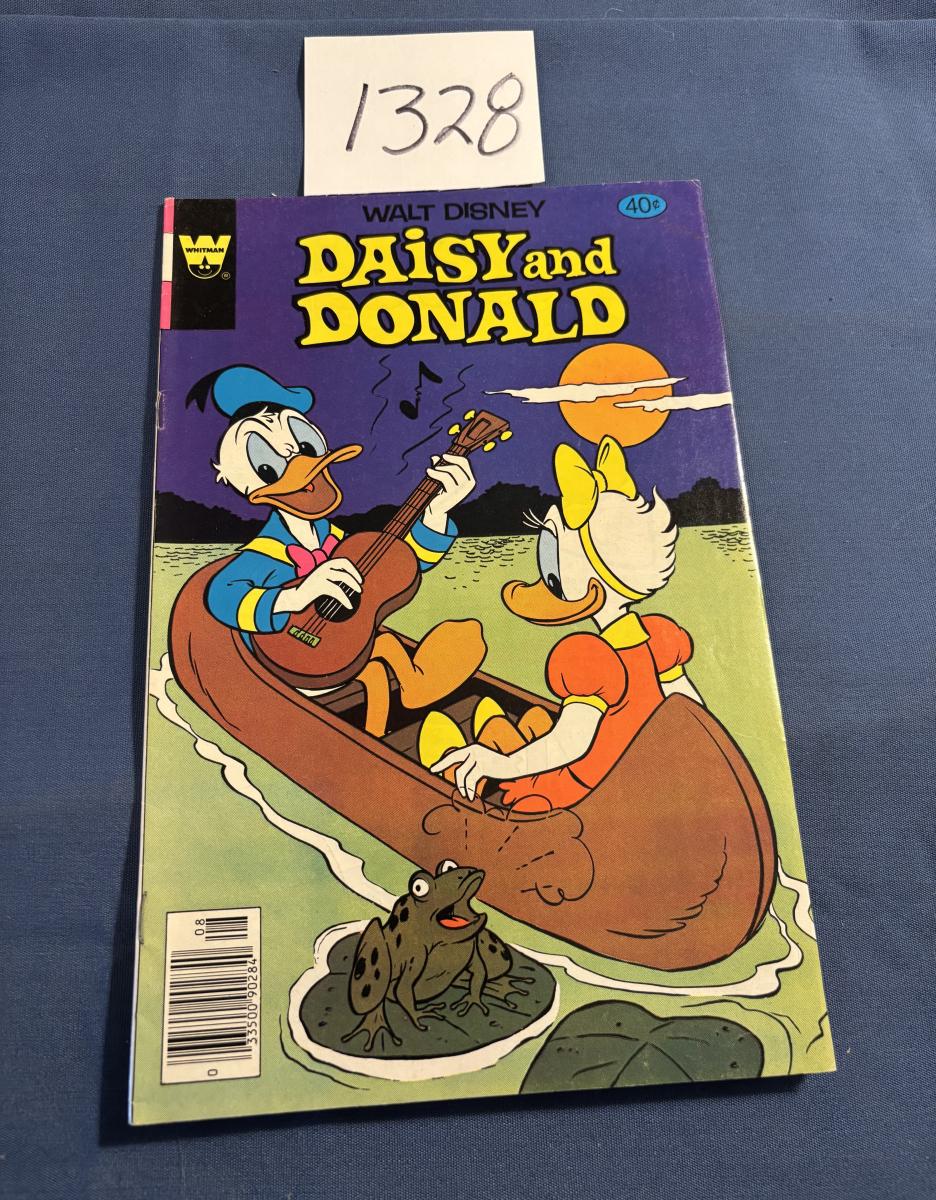 1328
WALT DISNEY
40¢
WHITMAN
®
DAiSY and
DONALD
08
0
33500 90284